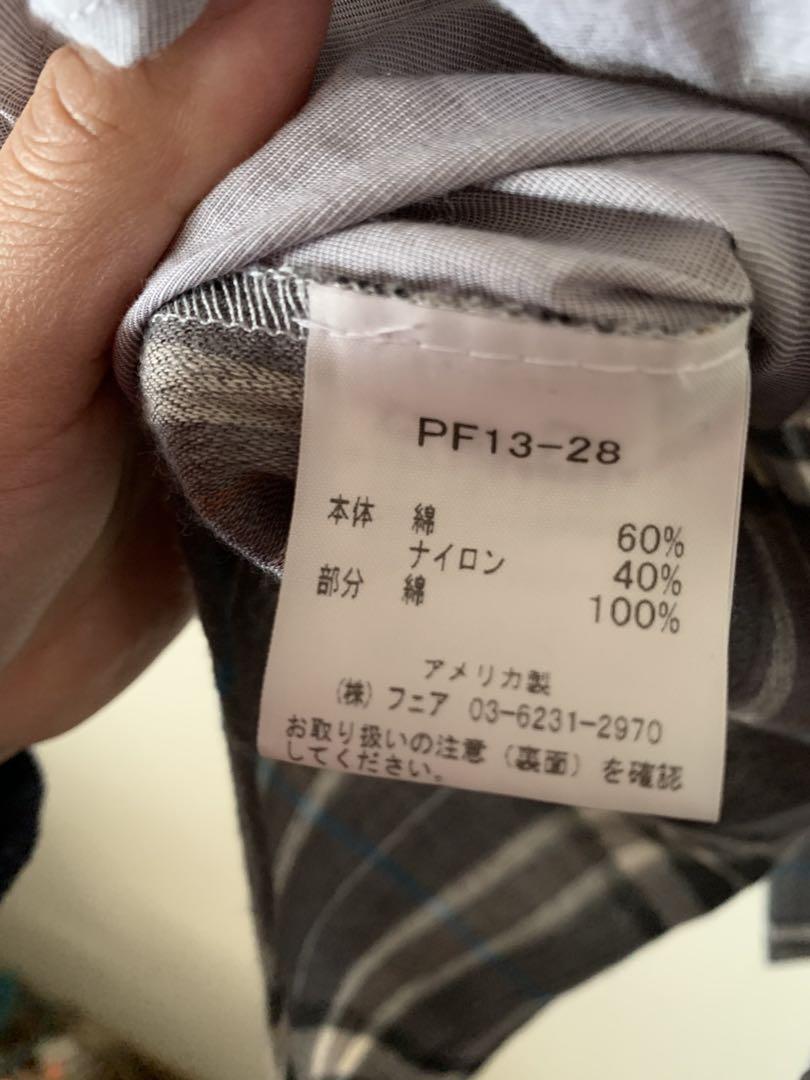 PF13-28
本体 綿 60%
ナイロン 40%
部分 綿 100%
アメリカ製
(株) フニア 03-6231-2970
お取り扱いの注意(裏面)を確認
してください。